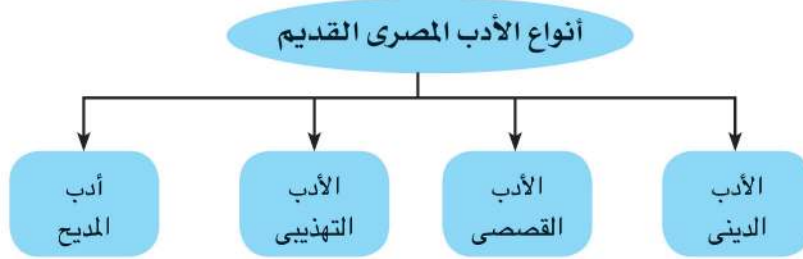 أنواع الأدب المصرى القديم
الأدب
الدينى
الأدب
القصصى
الأدب
التهذيبى
أدب
المديح